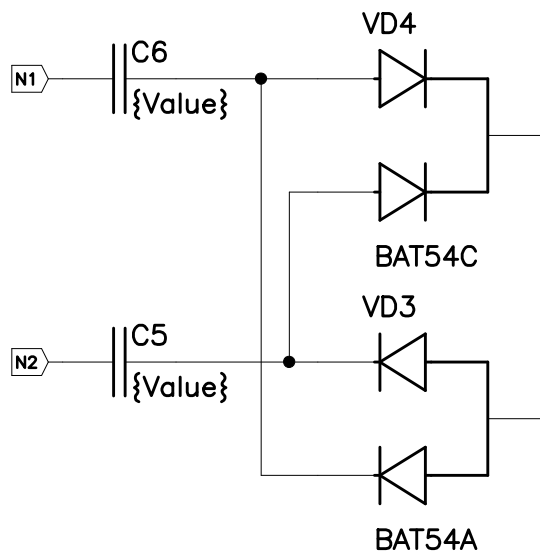 VD4
N1
C6
{Value}
BAT54C
VD3
N2
C5
{Value}
BAT54A